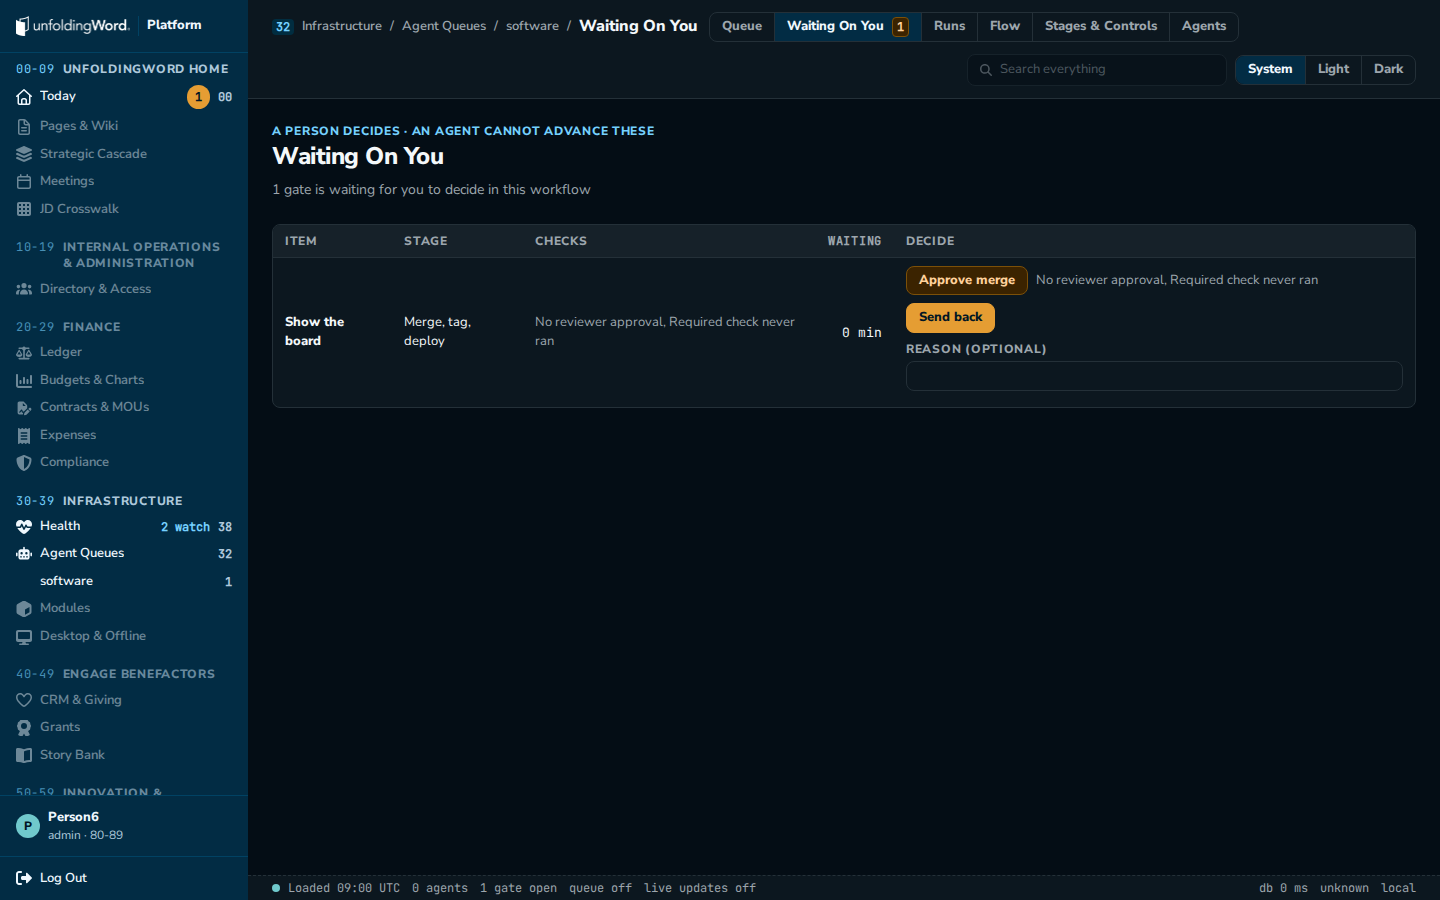 unfoldingWord Platform
00-09 UNFOLDINGWORD HOME
Today 1 00
Pages & Wiki
Strategic Cascade
Meetings
JD Crosswalk
10-19 INTERNAL OPERATIONS
& ADMINISTRATION
Directory & Access
20-29 FINANCE
Ledger
Budgets & Charts
Contracts & MOUs
Expenses
Compliance
30-39 INFRASTRUCTURE
Health 2 watch 38
Agent Queues 32
software 1
Modules
Desktop & Offline
40-49 ENGAGE BENEFACTORS
CRM & Giving
Grants
Story Bank
50-59 INNOVATION &
P Person6
admin · 80-89
Log Out
32 Infrastructure / Agent Queues / software / Waiting On You
Queue Waiting On You 1 Runs Flow Stages & Controls Agents
Search everything System Light Dark
A PERSON DECIDES · AN AGENT CANNOT ADVANCE THESE
Waiting On You
1 gate is waiting for you to decide in this workflow
ITEM STAGE CHECKS WAITING DECIDE
Show the
board
Merge, tag,
deploy
No reviewer approval, Required check never
ran
0 min
Approve merge No reviewer approval, Required check never ran
Send back
REASON (OPTIONAL)
Loaded 09:00 UTC 0 agents 1 gate open queue off live updates off db 0 ms unknown local